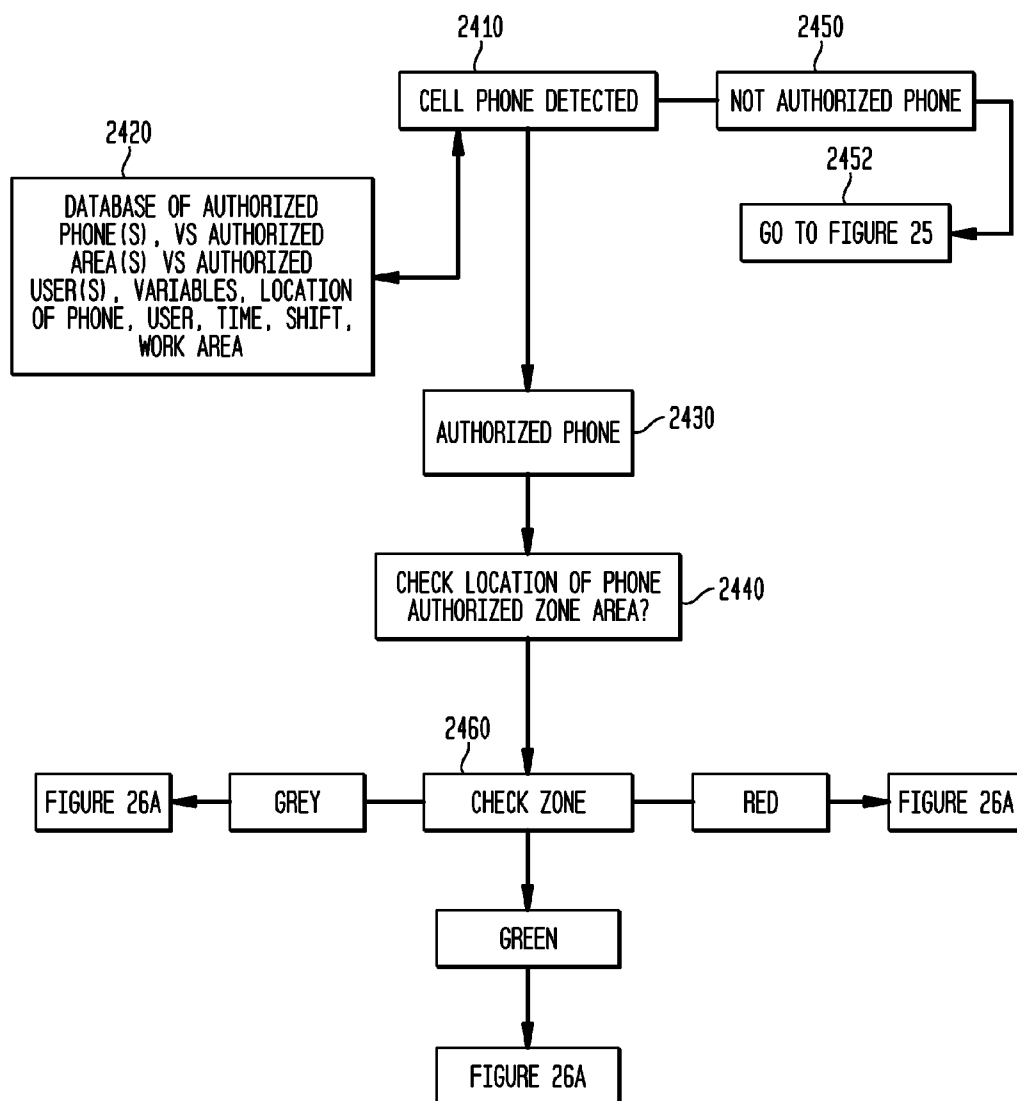 2410
2450
CELL PHONE DETECTED
NOT AUTHORIZED PHONE
2420
2452
DATABASE OF AUTHORIZED
PHONE(S), VS AUTHORIZED
AREA(S) VS AUTHORIZED
USER(S), VARIABLES, LOCATION
OF PHONE, USER, TIME, SHIFT,
WORK AREA
GO TO FIGURE 25
AUTHORIZED PHONE
2430
CHECK LOCATION OF PHONE
AUTHORIZED ZONE AREA?
2440
2460
FIGURE 26A
GREY
CHECK ZONE
RED
FIGURE 26A
GREEN
FIGURE 26A